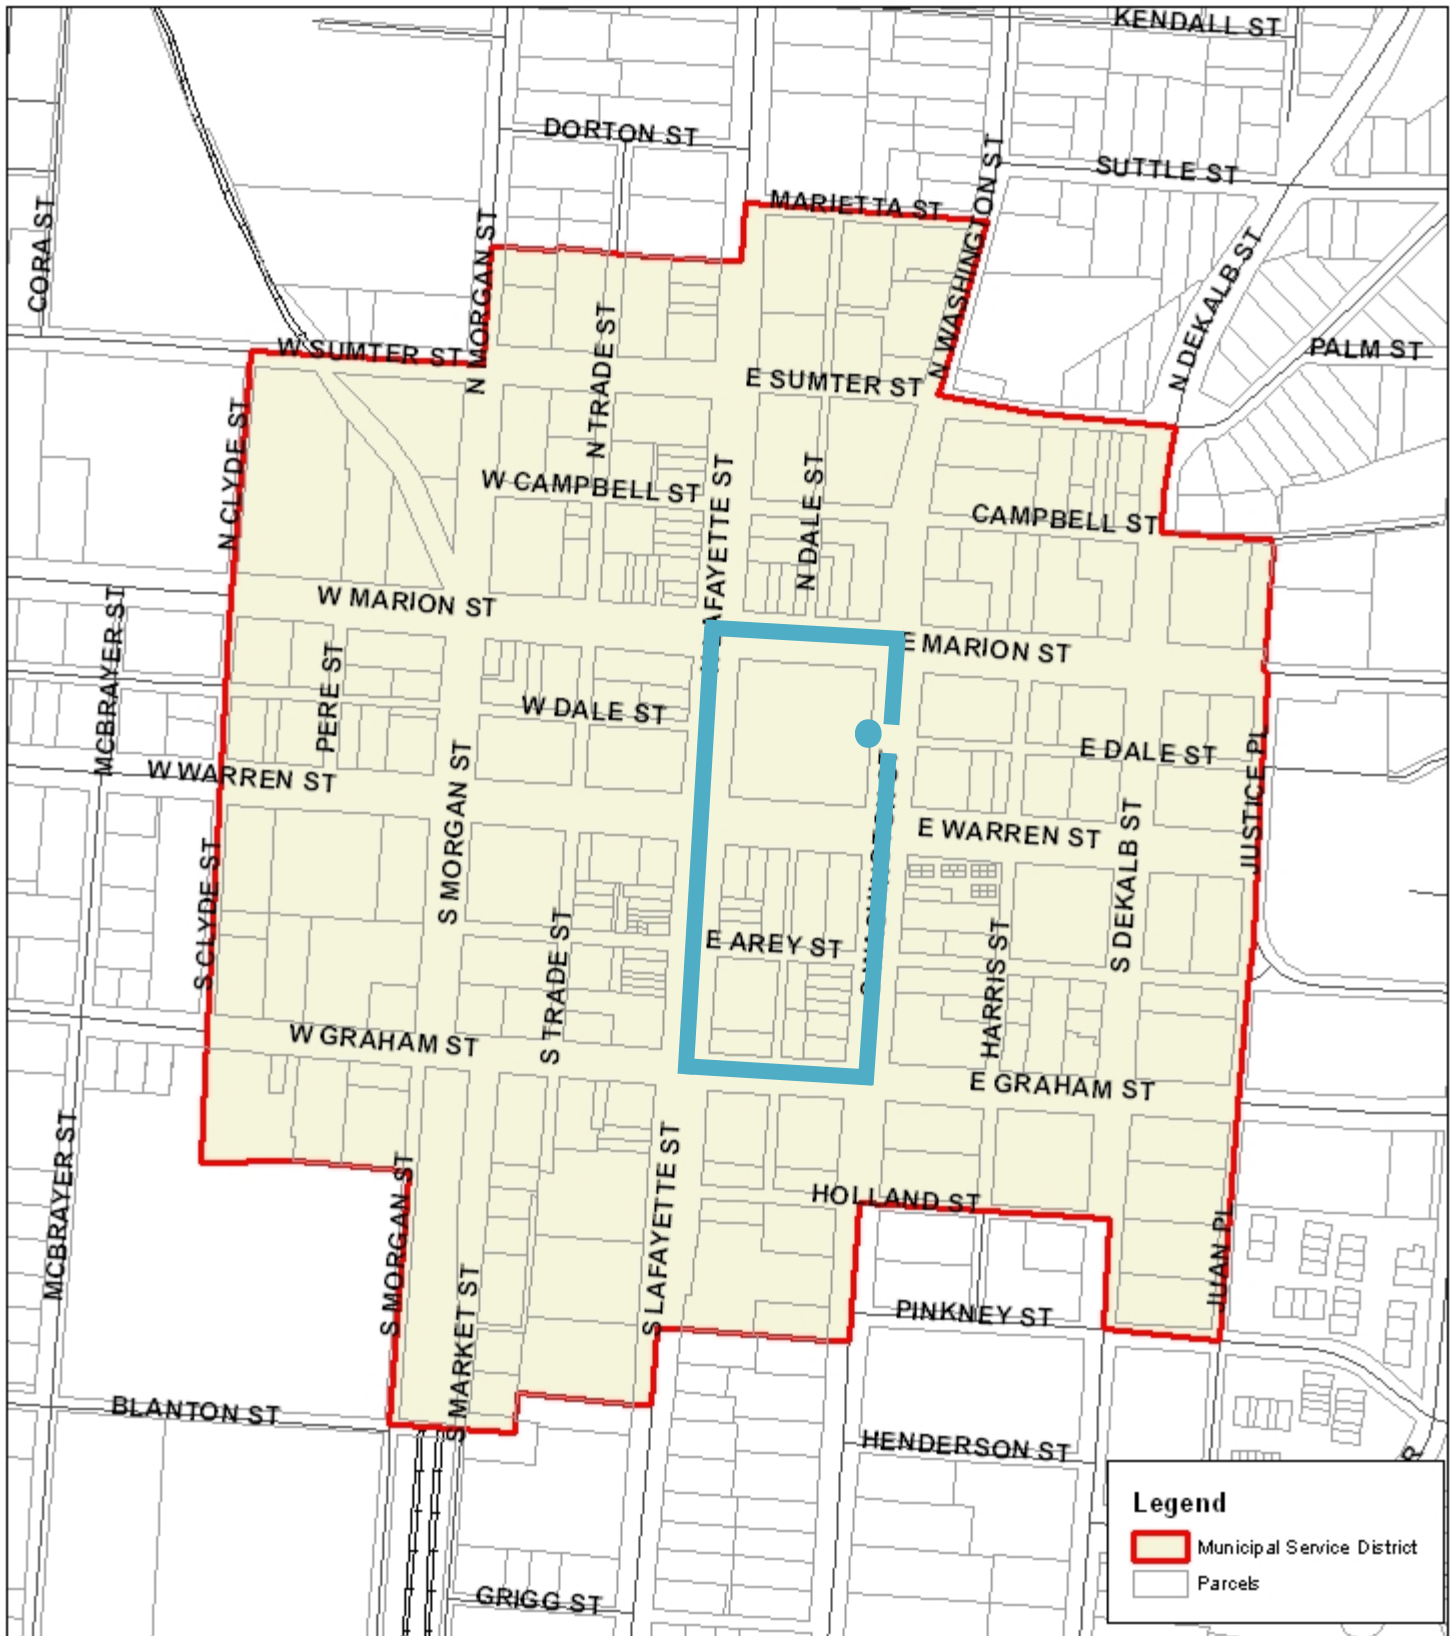 KENDALL ST
DORTON ST
SUTTLE ST
MARIETTA ST
N WASHINGTON ST
CORA ST
N MORGAN ST
N DEKALB ST
W SUMTER ST
N TRADE ST
PALM ST
E SUMTER ST
N CLYDE ST
W CAMPBELL ST
N DALE ST
CAMPBELL ST
W MARION ST
MCBRAYER ST
E MARION ST
PERE ST
W DALE ST
E DALE ST
W WARREN ST
JUSTICE PL
S MORGAN ST
E WARREN ST
S DEKALB ST
S CLYDE ST
S TRADE ST
E AREY ST
HARRIS ST
W GRAHAM ST
E GRAHAM ST
MCBRAYER ST
S MORGAN ST
S LAFAYETTE ST
HOLLAND ST
JUAN PL
S MARKET ST
PINKNEY ST
BLANTON ST
HENDERSON ST
GRIGG ST
Legend
Municipal Service District
Parcels